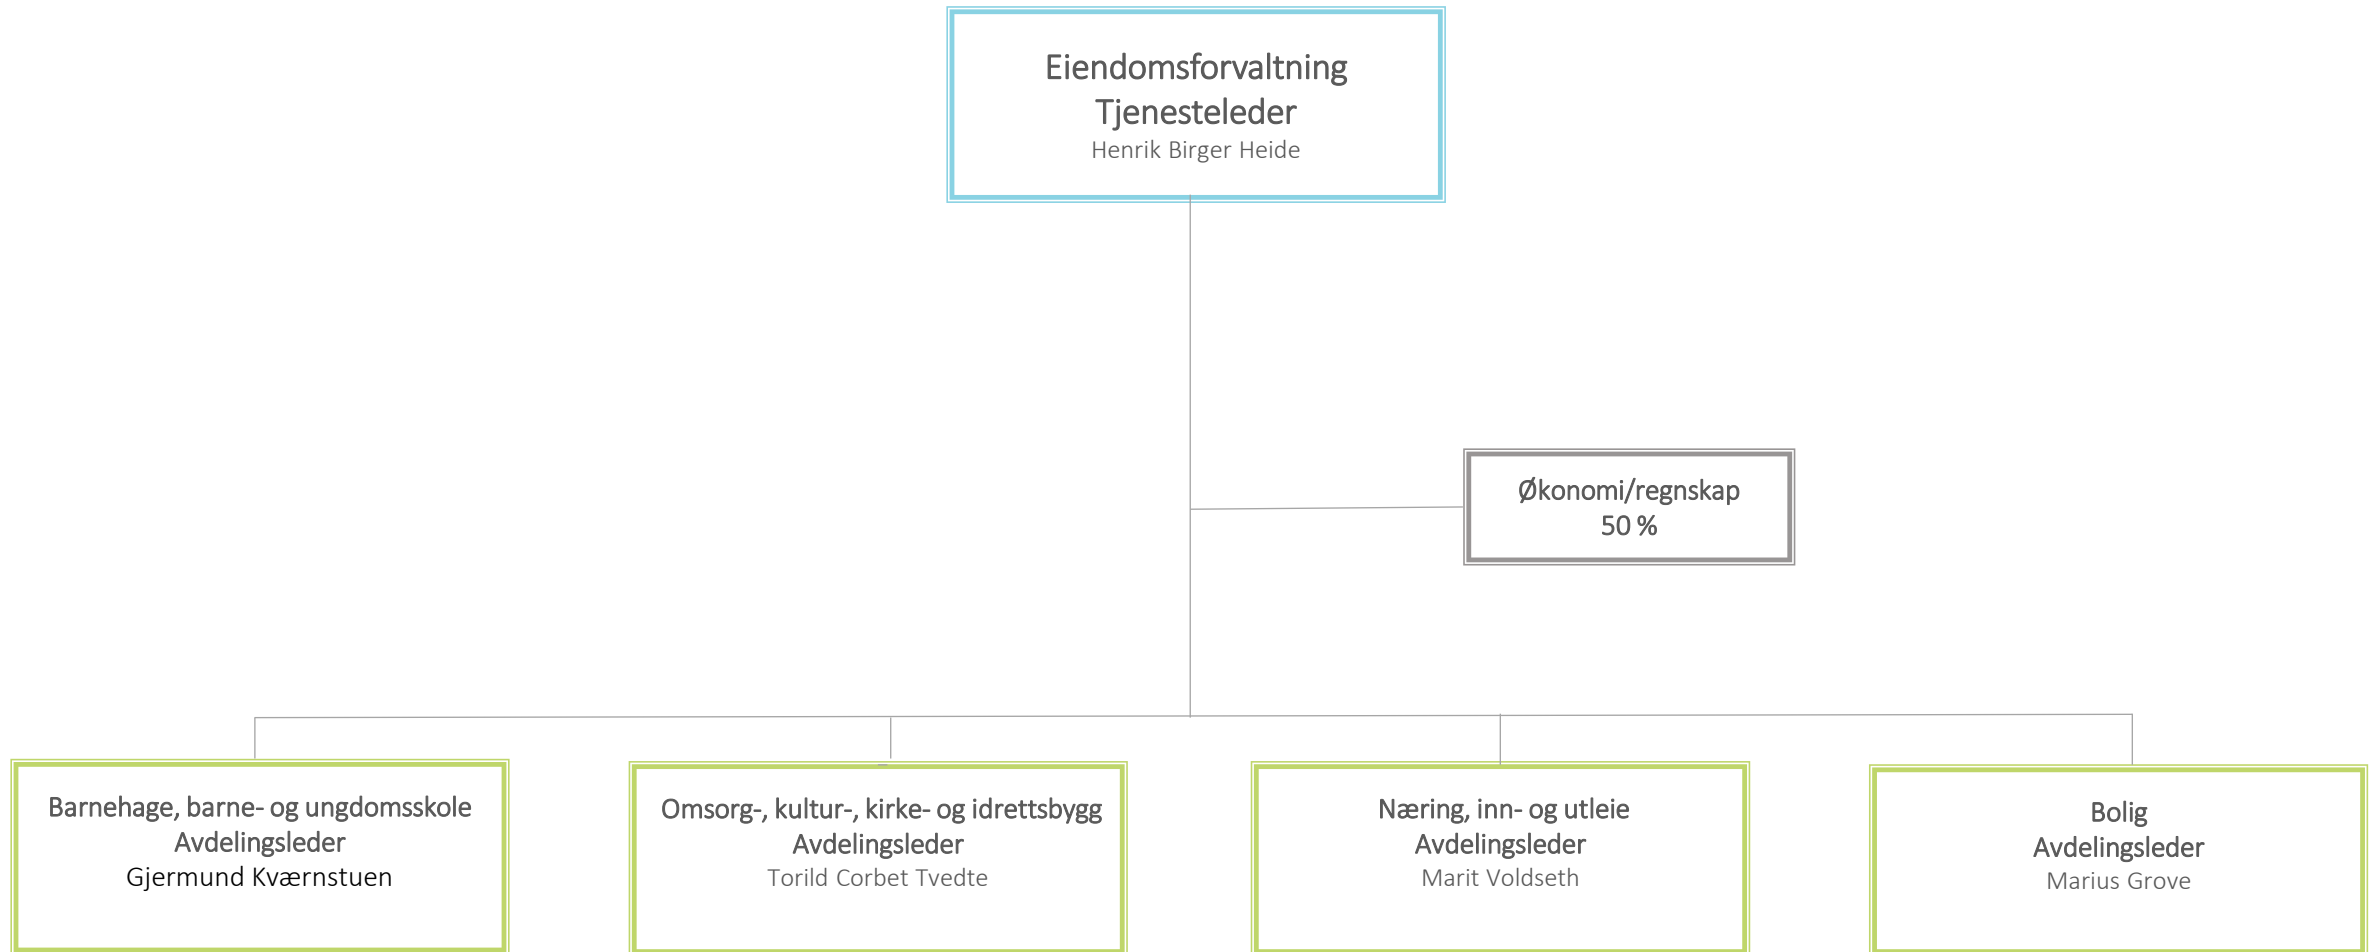 Eiendomsforvaltning
Tjenesteleder
Henrik Birger Heide
Økonomi/regnskap
50 %
Barnehage, barne- og ungdomsskole
Avdelingsleder
Gjermund Kværnstuen
Omsorg-, kultur-, kirke- og idrettsbygg
Avdelingsleder
Torild Corbet Tvedte
Næring, inn- og utleie
Avdelingsleder
Marit Voldseth
Bolig
Avdelingsleder
Marius Grove